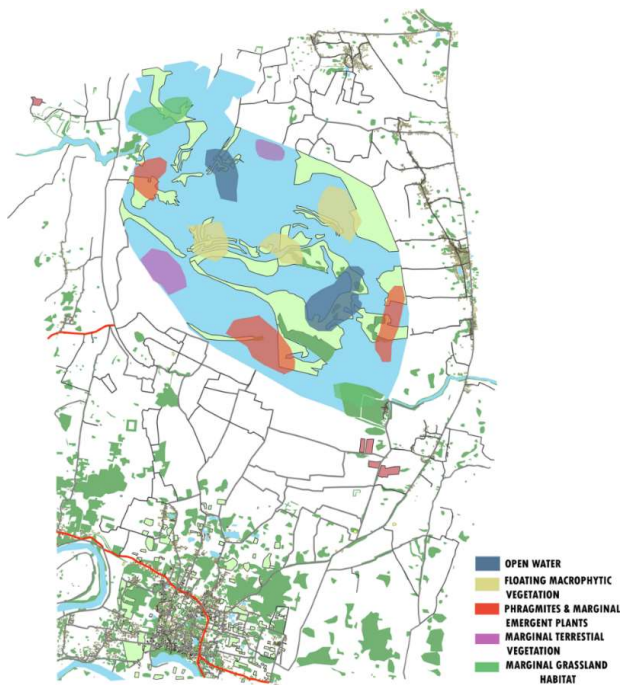 OPEN WATER
FLOATING MACROPHYTIC
VEGETATION
PHRAGMITES & MARGINAL
EMERGENT PLANTS
MARGINAL TERRESTIAL
VEGETATION
MARGINAL GRASSLAND
HABITAT